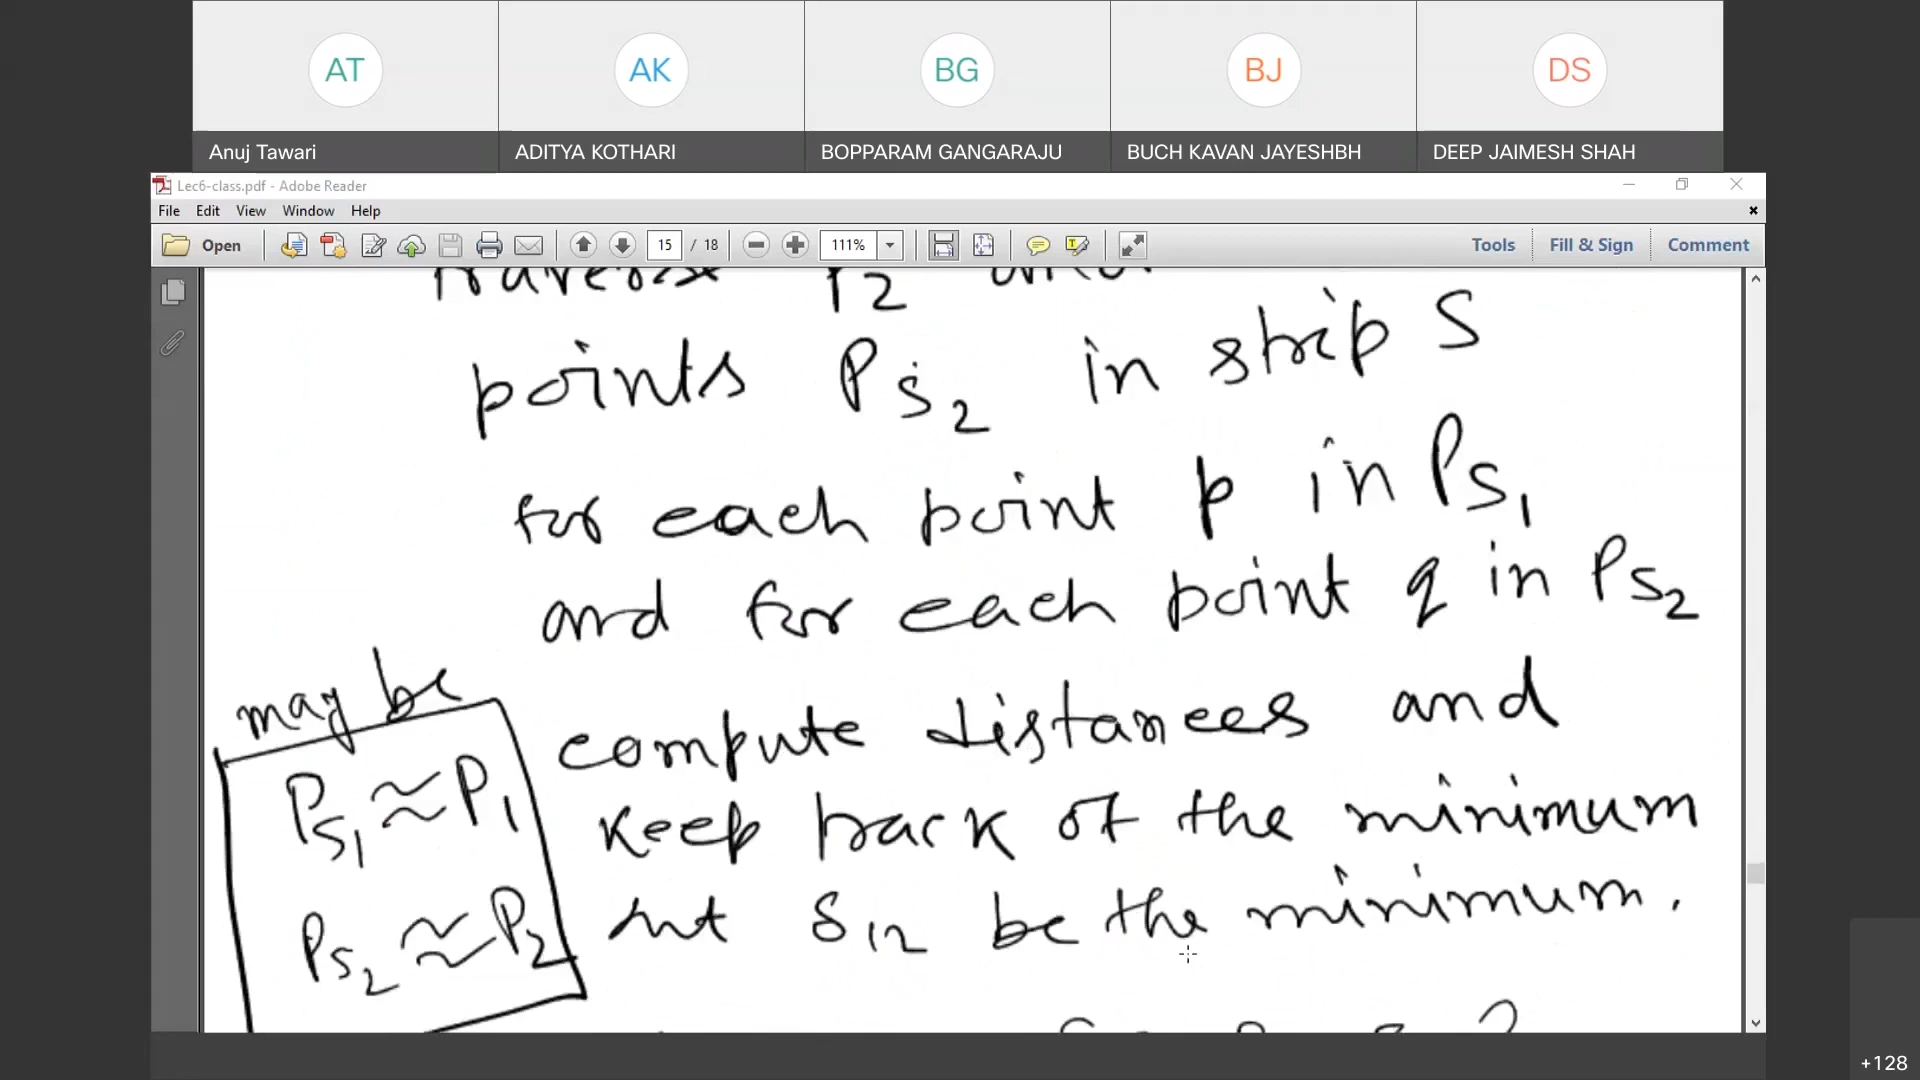 AT AK BG BJ DS
Anuj Tawari ADITYA KOTHARI BOPPARAM GANGARAJU BUCH KAVAN JAYESHBH DEEP JAIMESH SHAH
Lec6-class.pdf - Adobe Reader
File Edit View Window Help
Open 15 / 18 111% Tools Fill & Sign Comment
traverse P2 and
points PS2 in strip S
for each point p in PS1
and for each point q in PS2
may be
compute distances and
PS1 ≈ P1
keep track of the minimum
PS2 ≈ P2
let δ12 be the minimum.
+128